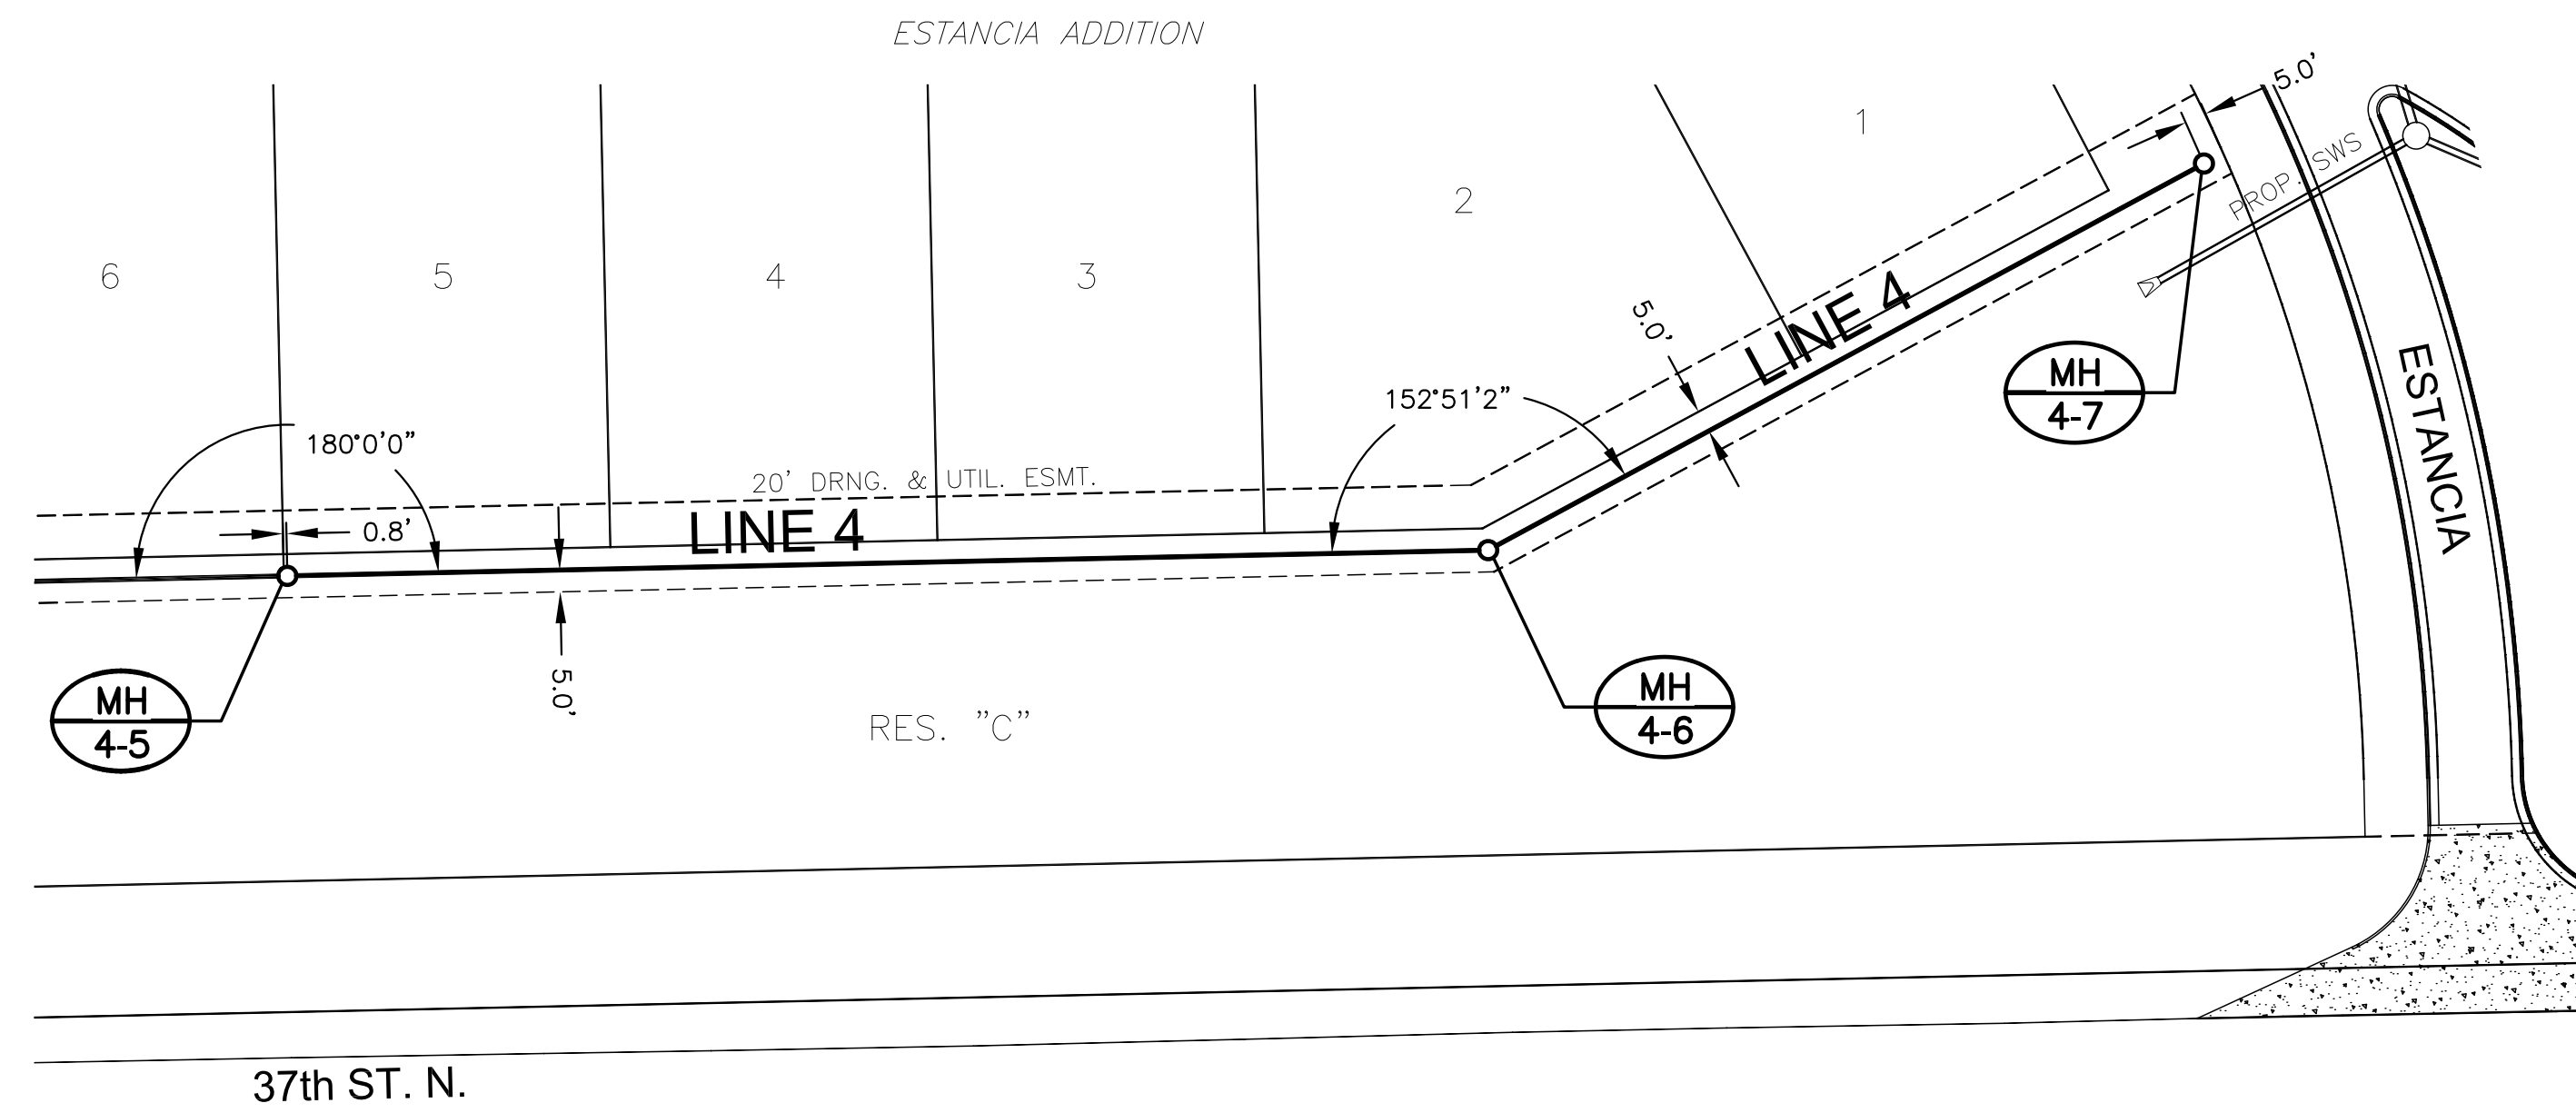 ESTANCIA ADDITION
5.0'
1
PROP. SWS
2
6
5
4
3
5.0'
LINE 4
MH
4-7
ESTANCIA
152°51'2"
180°0'0"
20' DRNG. & UTIL. ESMT.
0.8'
LINE 4
5.0'
MH
4-5
MH
4-6
RES. "C"
37th ST. N.